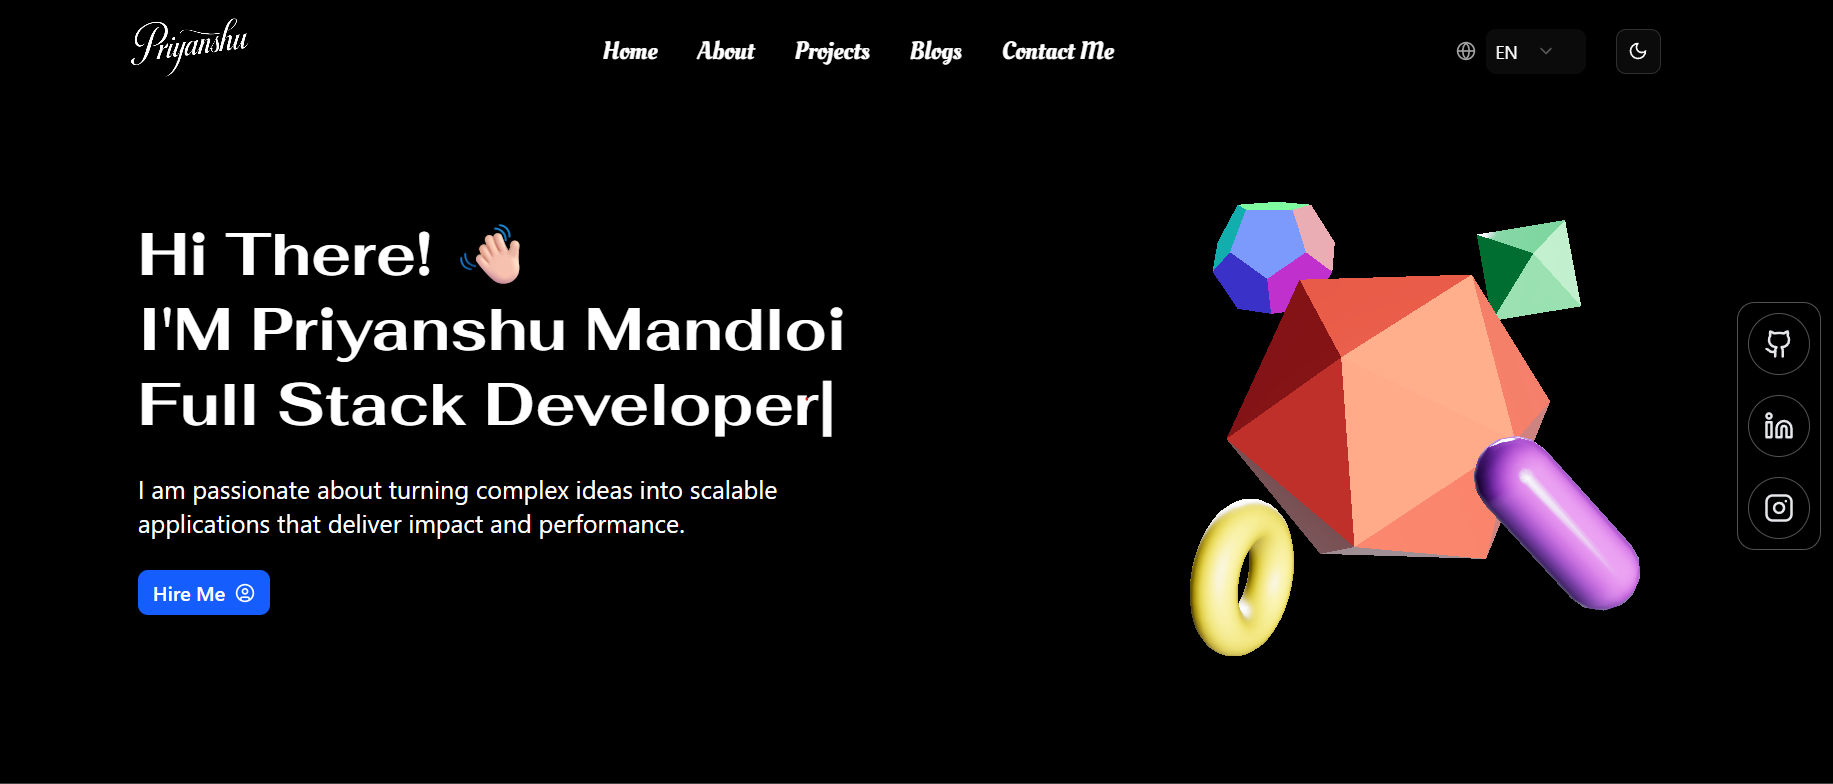 Priyanshu
Home About Projects Blogs Contact Me
EN
Hi There!
I'M Priyanshu Mandloi
Full Stack Developer|
I am passionate about turning complex ideas into scalable
applications that deliver impact and performance.
Hire Me
in